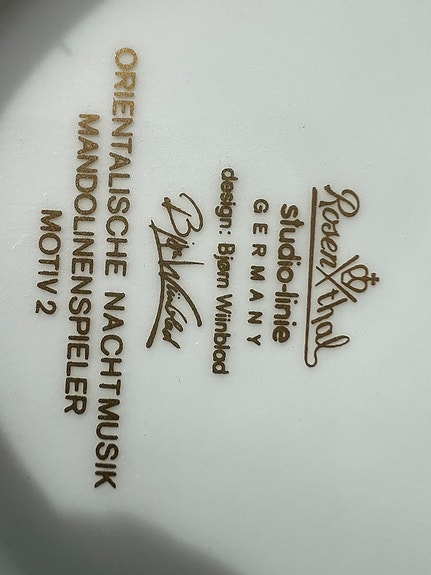 Rosenthal
studio-linie
GERMANY
design: Bjørn Wiinblad
Bjørn Wiinblad
ORIENTALISCHE NACHTMUSIK
MANDOLINENSPIELER
MOTIV 2